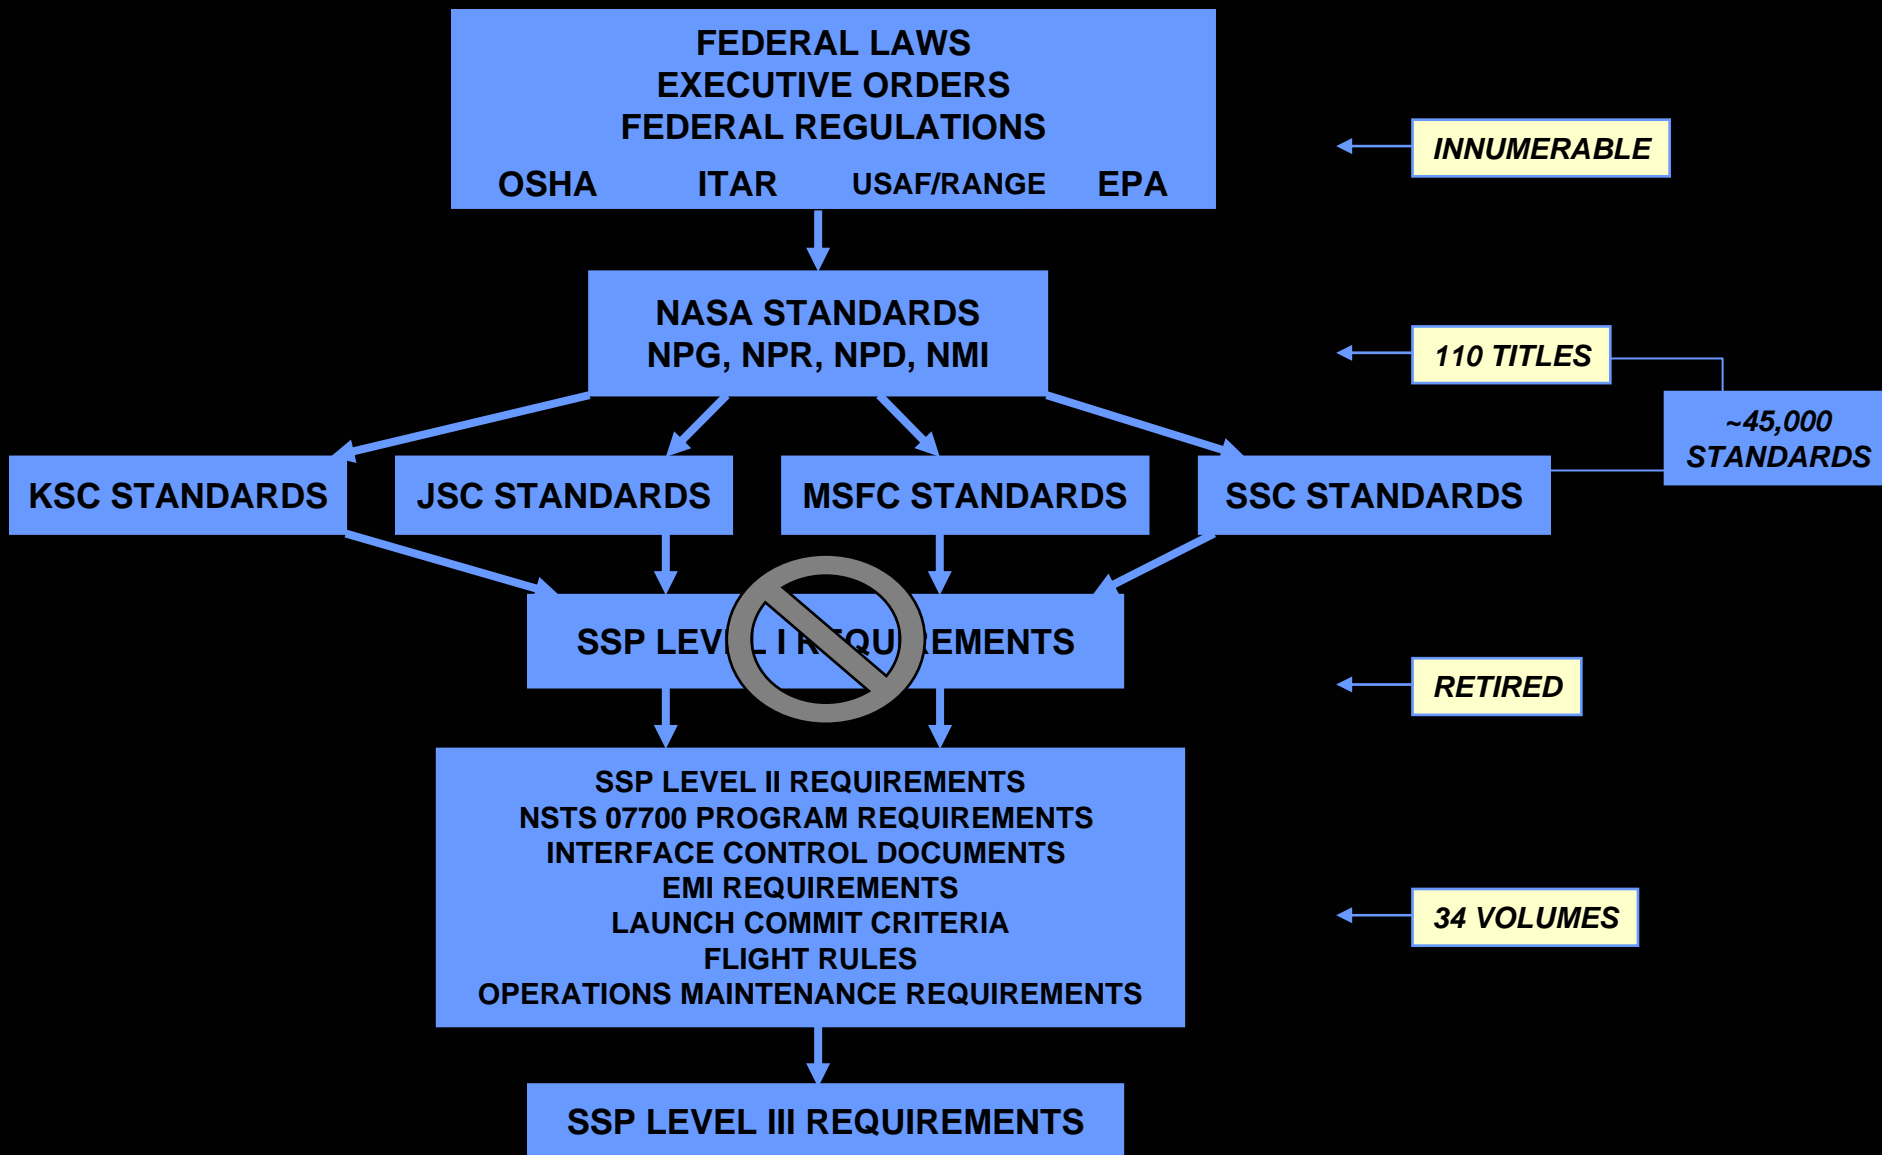 FEDERAL LAWS
EXECUTIVE ORDERS
FEDERAL REGULATIONS
OSHA ITAR USAF/RANGE EPA
INNUMERABLE
NASA STANDARDS
NPG, NPR, NPD, NMI
110 TITLES
~45,000
STANDARDS
KSC STANDARDS
JSC STANDARDS
MSFC STANDARDS
SSC STANDARDS
SSP LEVEL I REQUIREMENTS
RETIRED
SSP LEVEL II REQUIREMENTS
NSTS 07700 PROGRAM REQUIREMENTS
INTERFACE CONTROL DOCUMENTS
EMI REQUIREMENTS
LAUNCH COMMIT CRITERIA
FLIGHT RULES
OPERATIONS MAINTENANCE REQUIREMENTS
34 VOLUMES
SSP LEVEL III REQUIREMENTS